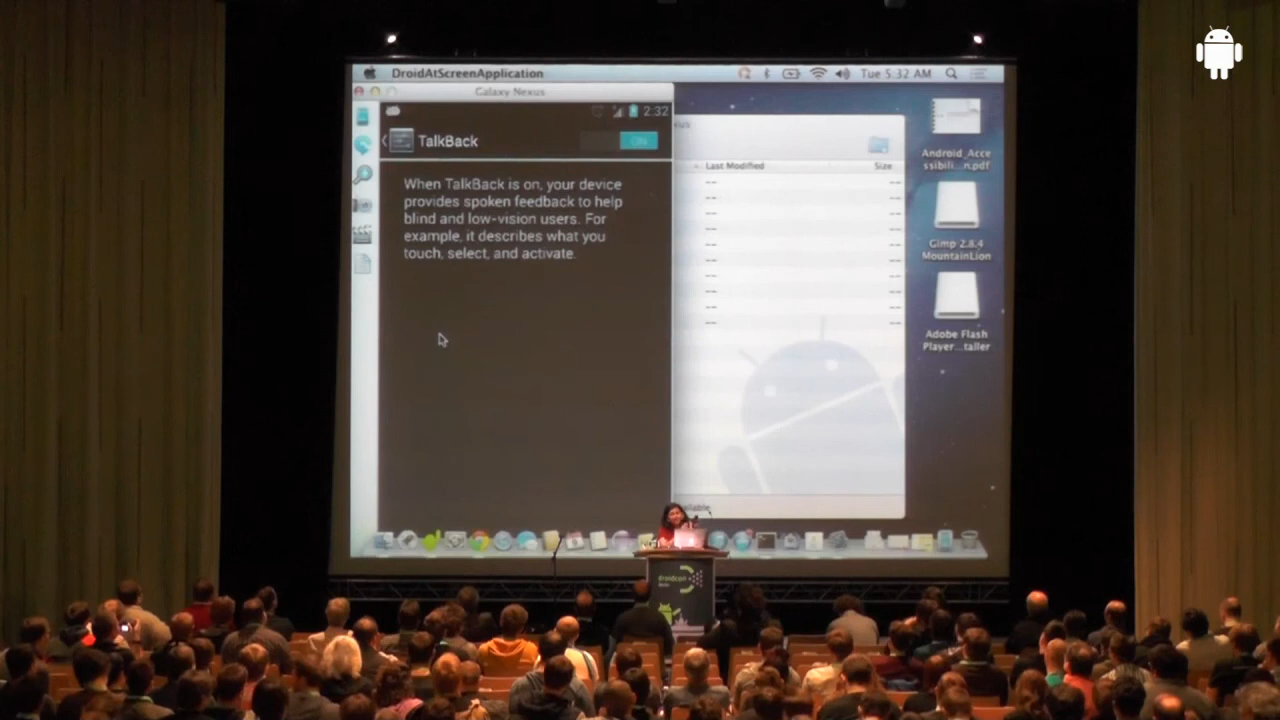 DroidAtScreenApplication
Tue 5:32 AM
Galaxy Nexus
2:32
TalkBack
ON
When TalkBack is on, your device
provides spoken feedback to help
blind and low-vision users. For
example, it describes what you
touch, select, and activate.
Last Modified
Size
Android_Acce
ssibili...n.pdf
Gimp 2.8.4
MountainLion
Adobe Flash
Player...taller
droidcon